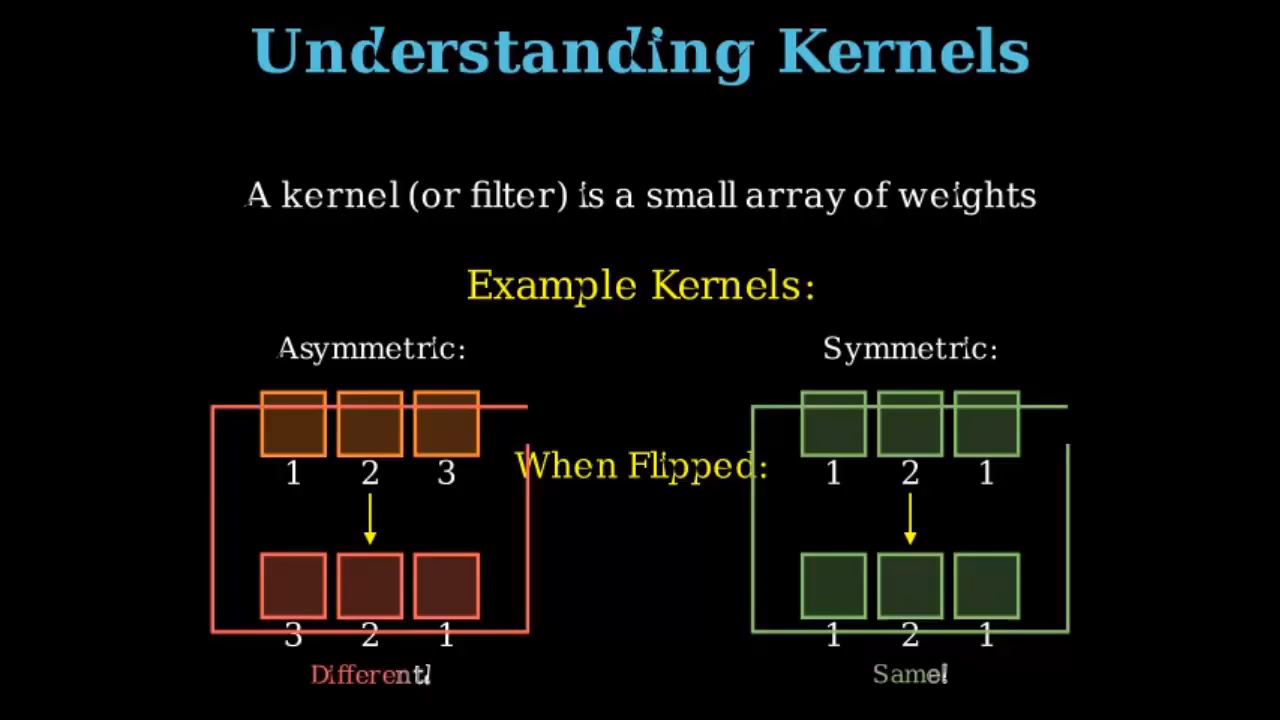 Understanding Kernels
A kernel (or filter) is a small array of weights
Example Kernels:
Asymmetric: Symmetric:
1 2 3 1 2 1
When Flipped:
3 2 1 1 2 1
Different! Same!